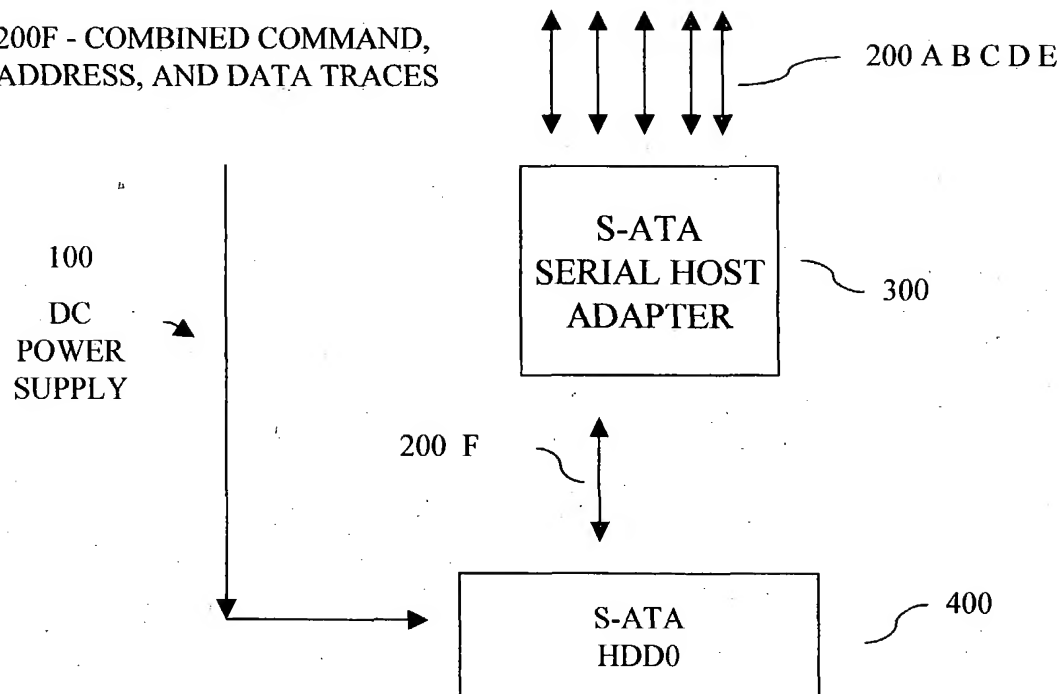 200F - COMBINED COMMAND,
ADDRESS, AND DATA TRACES
200 A B C D E
100
DC
POWER
SUPPLY
S-ATA
SERIAL HOST
ADAPTER
300
200 F
S-ATA
HDD0
400